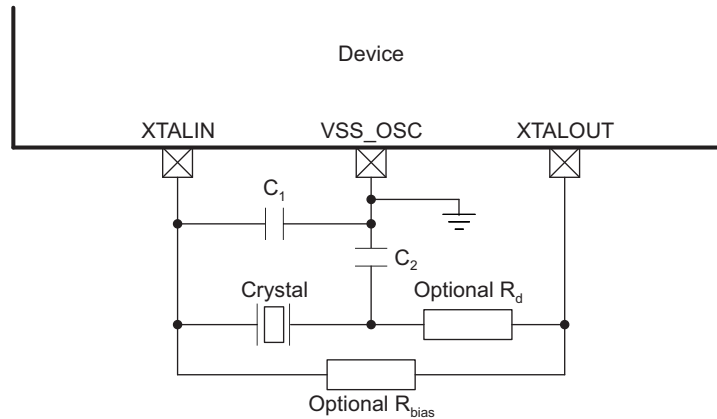 Device
XTALIN
VSS_OSC
XTALOUT
C1
C2
Crystal
Optional Rd
Optional Rbias